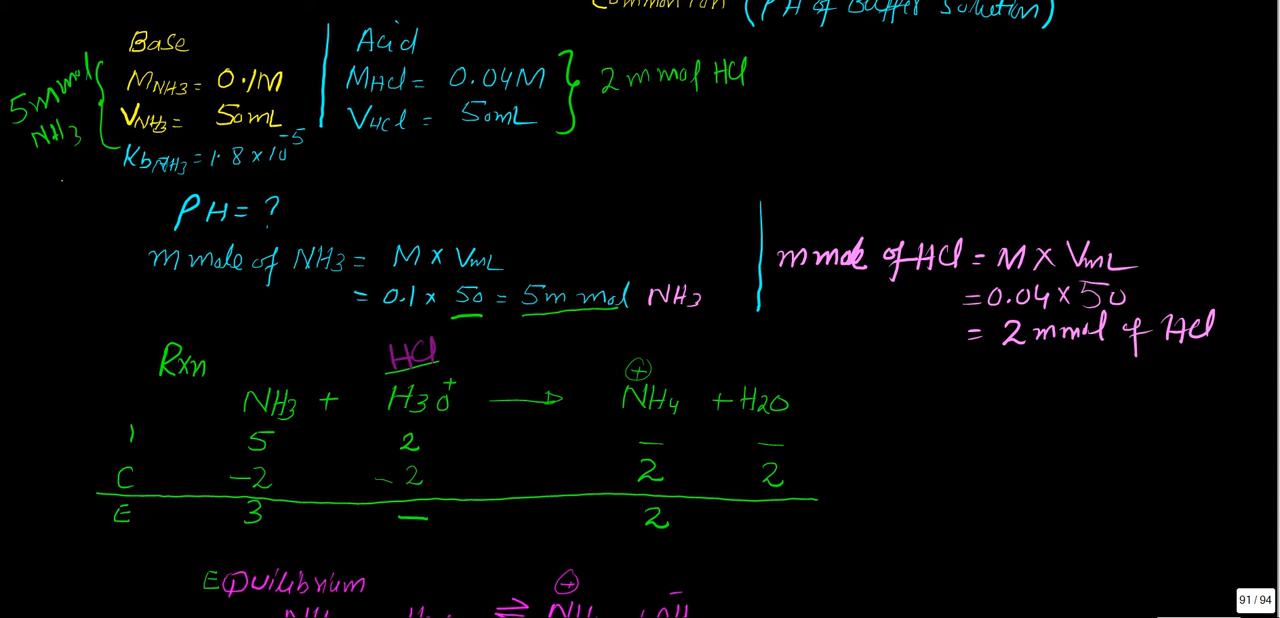 Common Ion (PH of Buffer Solution)
Base
MNH3 = 0.1M
VNH3 = 50mL
KbNH3 = 1.8 × 10^-5
5mmol NH3
Acid
MHCl = 0.04M
VHCl = 50mL
2 mmol HCl
PH = ?
m mole of NH3 = M × VmL
= 0.1 × 50 = 5m mol NH3
m mole of HCl = M × VmL
= 0.04 × 50
= 2 mmol of HCl
Rxn
HCl
NH3 + H3O+ → NH4+ + H2O
I 5 2 — —
C -2 -2 2 2
E 3 — 2
Equilibrium
91 / 94